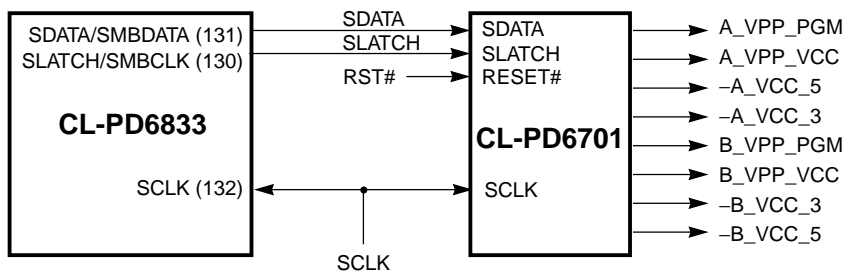 SDATA/SMBDATA (131)
SLATCH/SMBCLK (130)
CL-PD6833
SCLK (132)
SDATA
SLATCH
RST#
SCLK
SDATA
SLATCH
RESET#
CL-PD6701
SCLK
A_VPP_PGM
A_VPP_VCC
–A_VCC_5
–A_VCC_3
B_VPP_PGM
B_VPP_VCC
–B_VCC_3
–B_VCC_5